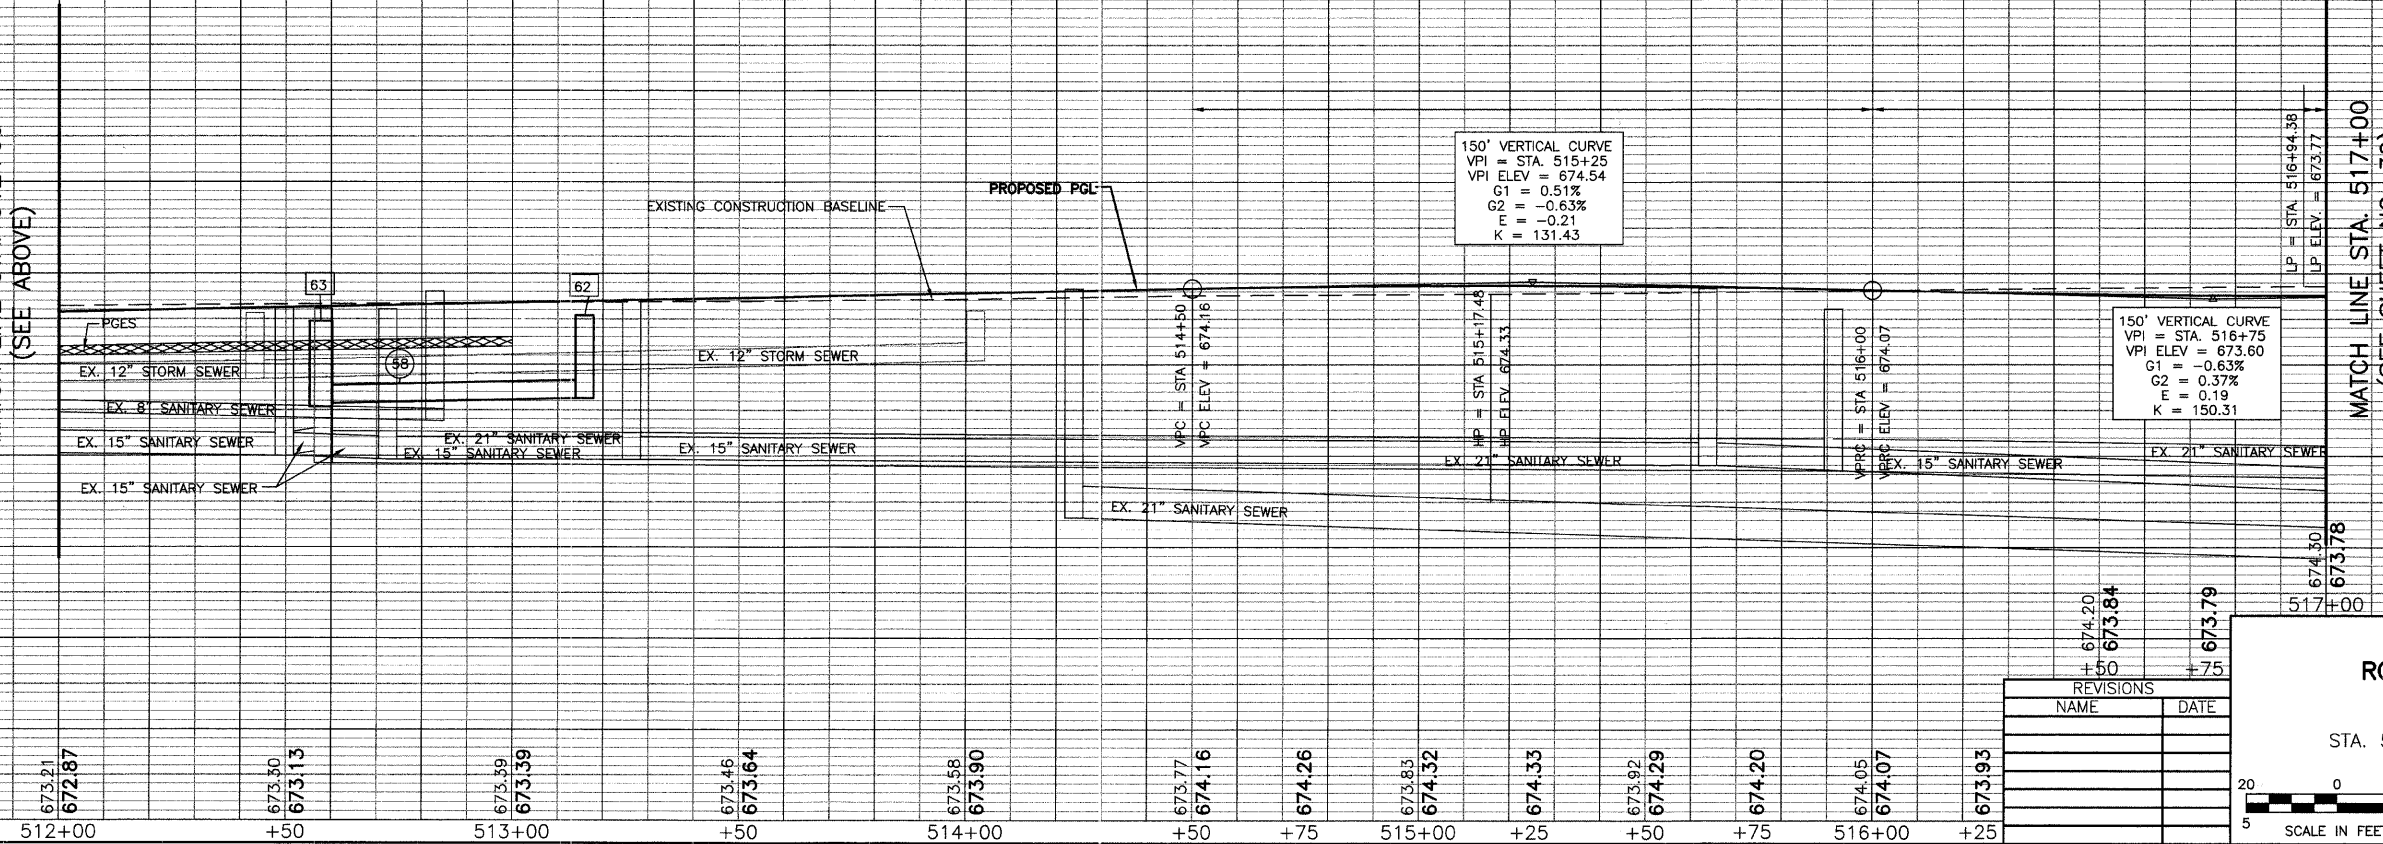 (SEE ABOVE)
PROPOSED PGL
EXISTING CONSTRUCTION BASELINE
150' VERTICAL CURVE
VPI = STA. 515+25
VPI ELEV = 674.54
G1 = 0.51%
G2 = -0.63%
E = -0.21
K = 131.43
LP = STA. 516+94.38
LP ELEV. = 673.77
MATCH LINE STA. 517+00
63
62
PGES
58
EX. 12" STORM SEWER
EX. 12" STORM SEWER
EX. 8" SANITARY SEWER
EX. 15" SANITARY SEWER
EX. 21" SANITARY SEWER
EX. 15" SANITARY SEWER
EX. 15" SANITARY SEWER
EX. 15" SANITARY SEWER
EX. 21" SANITARY SEWER
VPC = STA 514+50
VPC ELEV = 674.16
HP = STA 515+17.48
HP ELEV 674.33
EX. 21" SANITARY SEWER
VPRC = STA 516+00
VPRC ELEV = 674.07
EX. 15" SANITARY SEWER
150' VERTICAL CURVE
VPI = STA. 516+75
VPI ELEV = 673.60
G1 = -0.63%
G2 = 0.37%
E = 0.19
K = 150.31
EX. 21" SANITARY SEWER
674.30
673.78
517+00
674.20
673.84
+50
673.79
+75
REVISIONS
NAME DATE
STA.
20 0
5
SCALE IN FEE
673.21
672.87
673.30
673.13
673.39
673.39
673.46
673.64
673.58
673.90
673.77
674.16
674.26
673.83
674.32
674.33
673.92
674.29
674.20
674.05
674.07
673.93
512+00 +50 513+00 +50 514+00 +50 +75 515+00 +25 +50 +75 516+00 +25